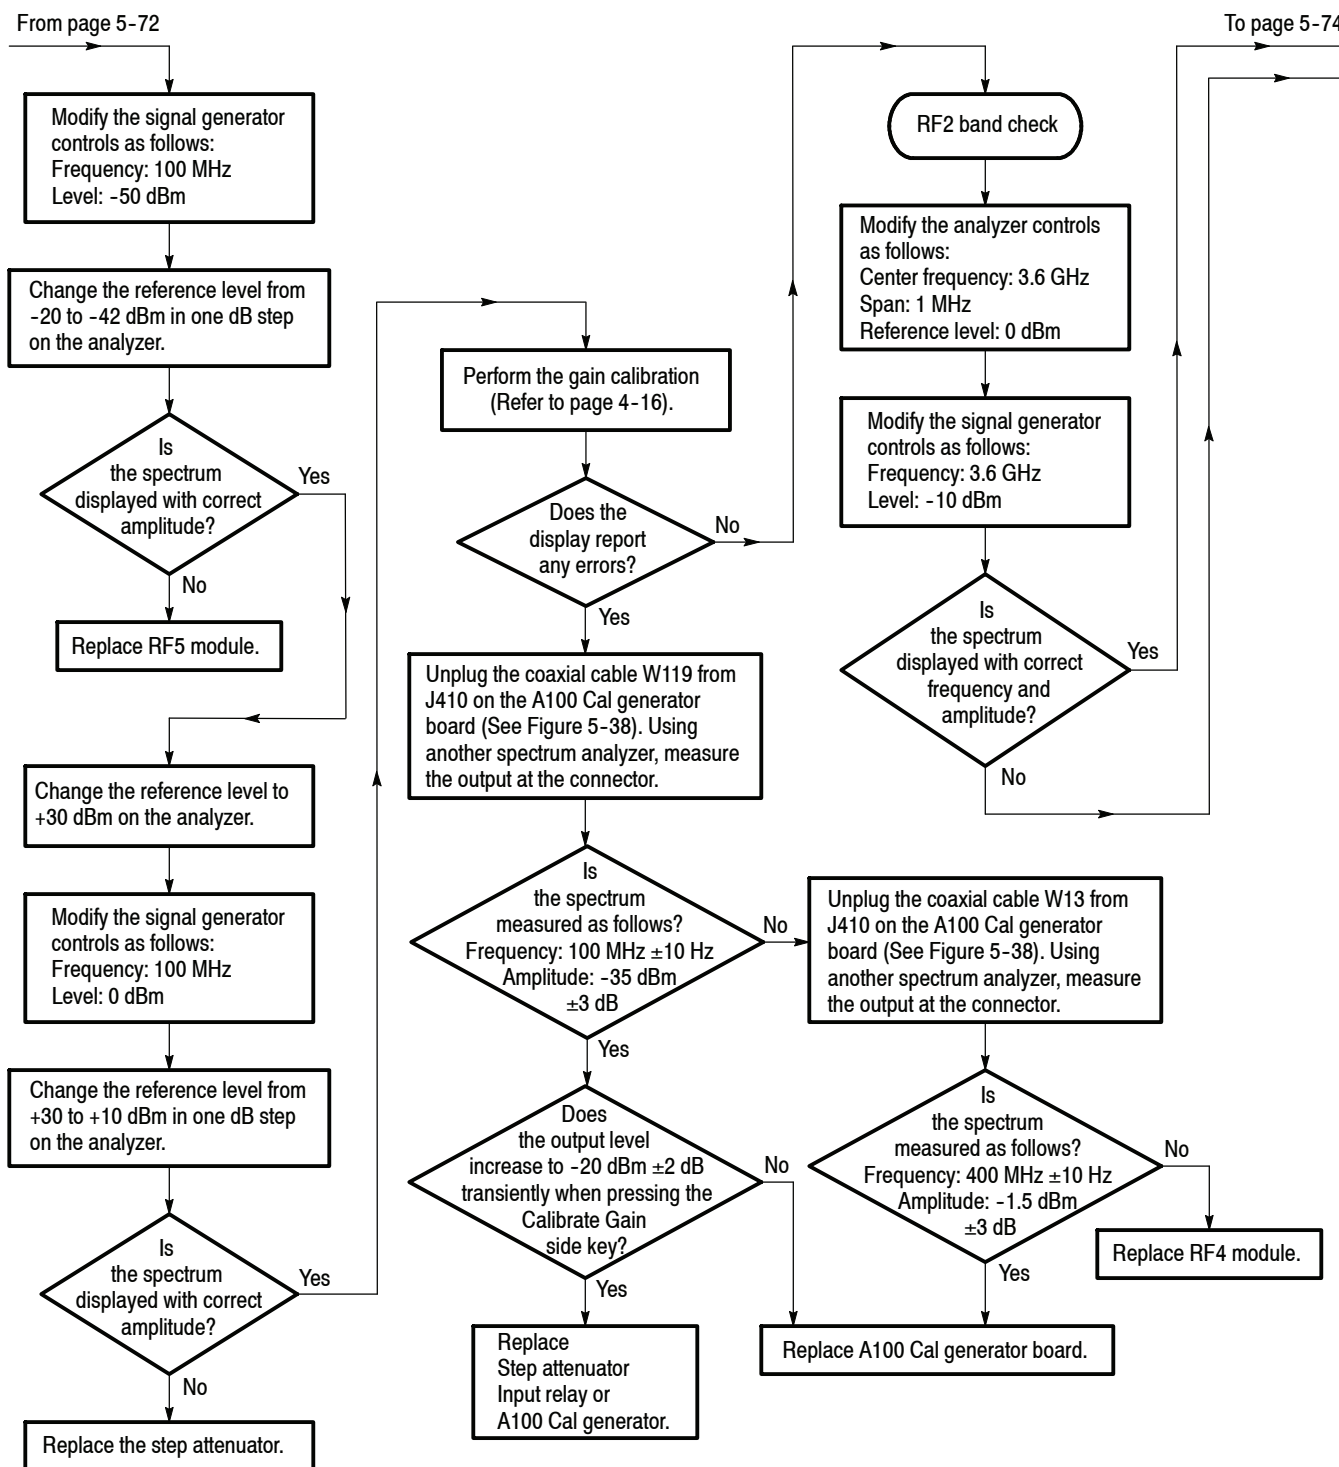 From page 5-72
To page 5-74
Modify the signal generator
controls as follows:
Frequency: 100 MHz
Level: -50 dBm
Change the reference level from
-20 to -42 dBm in one dB step
on the analyzer.
Is
the spectrum
displayed with correct
amplitude?
Yes
No
Replace RF5 module.
Change the reference level to
+30 dBm on the analyzer.
Modify the signal generator
controls as follows:
Frequency: 100 MHz
Level: 0 dBm
Change the reference level from
+30 to +10 dBm in one dB step
on the analyzer.
Is
the spectrum
displayed with correct
amplitude?
Yes
No
Replace the step attenuator.
Perform the gain calibration
(Refer to page 4-16).
Does the
display report
any errors?
No
Yes
Unplug the coaxial cable W119 from
J410 on the A100 Cal generator
board (See Figure 5-38). Using
another spectrum analyzer, measure
the output at the connector.
Is
the spectrum
measured as follows?
Frequency: 100 MHz ±10 Hz
Amplitude: -35 dBm
±3 dB
No
Yes
Does
the output level
increase to -20 dBm ±2 dB
transiently when pressing the
Calibrate Gain
side key?
No
Yes
Replace
Step attenuator
Input relay or
A100 Cal generator.
RF2 band check
Modify the analyzer controls
as follows:
Center frequency: 3.6 GHz
Span: 1 MHz
Reference level: 0 dBm
Modify the signal generator
controls as follows:
Frequency: 3.6 GHz
Level: -10 dBm
Is
the spectrum
displayed with correct
frequency and
amplitude?
Yes
No
Unplug the coaxial cable W13 from
J410 on the A100 Cal generator
board (See Figure 5-38). Using
another spectrum analyzer, measure
the output at the connector.
Is
the spectrum
measured as follows?
Frequency: 400 MHz ±10 Hz
Amplitude: -1.5 dBm
±3 dB
No
Yes
Replace RF4 module.
Replace A100 Cal generator board.